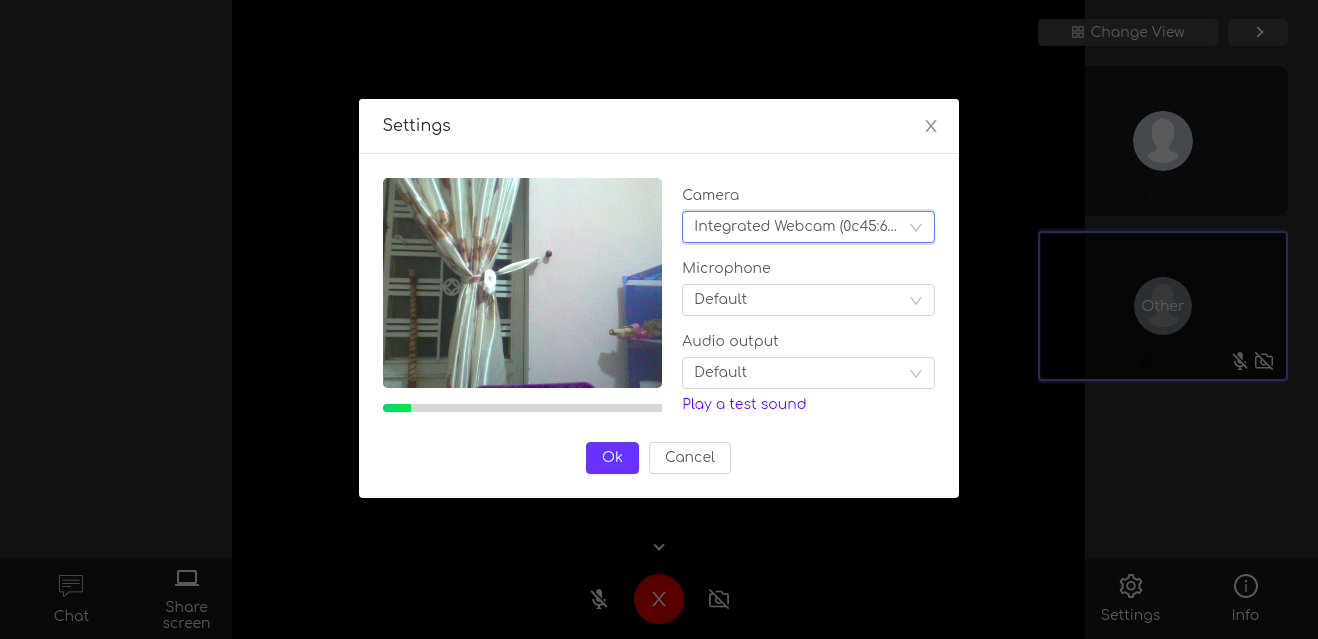 Change View
Settings
Camera
Integrated Webcam (0c45:6...
Microphone
Default
Audio output
Default
Play a test sound
Ok
Cancel
Other
Chat
Share
screen
Settings
Info